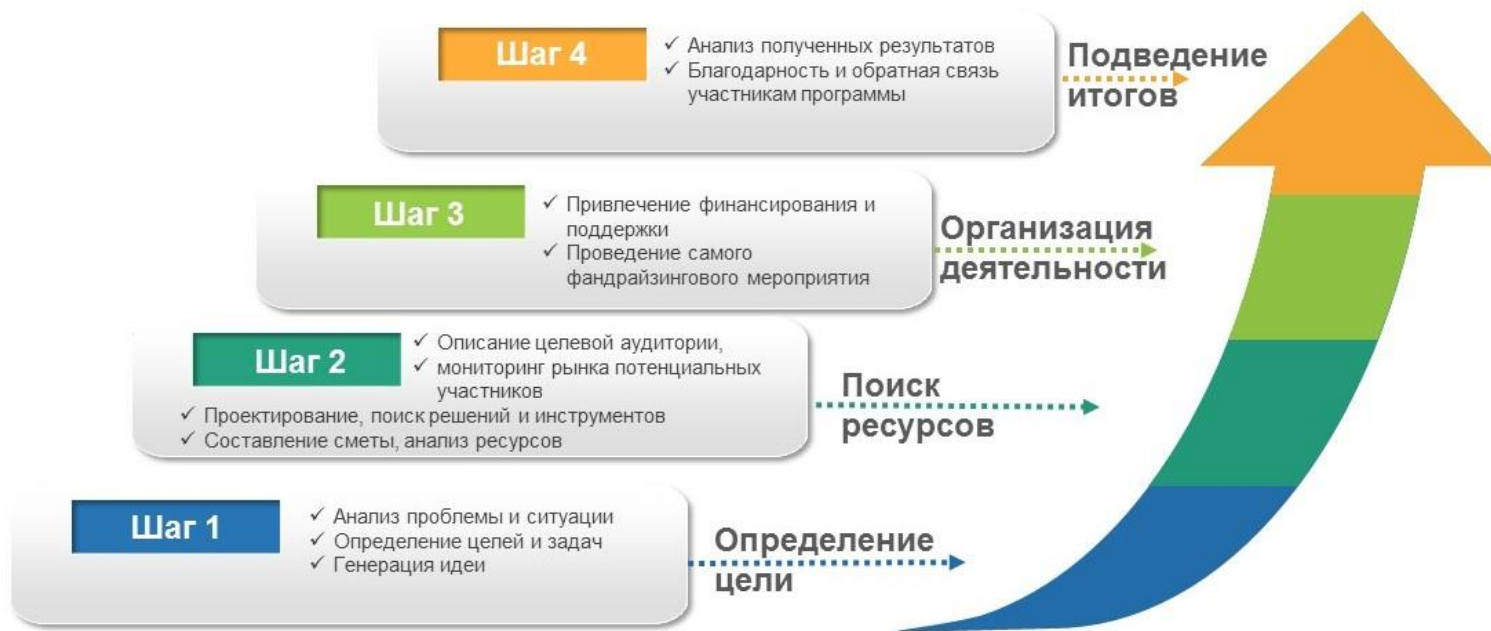 Шаг 4
✓ Анализ полученных результатов
✓ Благодарность и обратная связь
участникам программы
Подведение
итогов
Шаг 3
✓ Привлечение финансирования и
поддержки
✓ Проведение самого
фандрайзингового мероприятия
Организация
деятельности
Шаг 2
✓ Описание целевой аудитории,
✓ мониторинг рынка потенциальных
участников
✓ Проектирование, поиск решений и инструментов
✓ Составление сметы, анализ ресурсов
Поиск
ресурсов
Шаг 1
✓ Анализ проблемы и ситуации
✓ Определение целей и задач
✓ Генерация идеи
Определение
цели